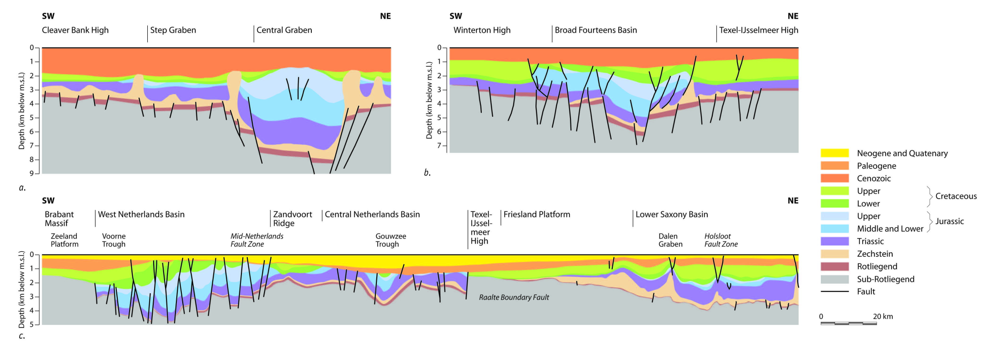 SW NE
Cleaver Bank High Step Graben Central Graben
0
1
2
3
4
5
6
7
8
9
Depth (km below m.s.l.)
a.
SW NE
Winterton High Broad Fourteens Basin Texel-IJsselmeer High
0
1
2
3
4
5
6
7
Depth (km below m.s.l.)
b.
SW NE
Brabant Massif
West Netherlands Basin
Zandvoort Ridge
Central Netherlands Basin
Texel-
IJssel-
meer
High
Friesland Platform
Lower Saxony Basin
Zeeland
Platform
Voorne
Trough
Mid-Netherlands
Fault Zone
Gouwzee
Trough
Dalen
Graben
Holsloot
Fault Zone
0
1
2
3
4
5
Depth (km below m.s.l.)
Raalte Boundary Fault
c.
Neogene and Quatenary
Paleogene
Cenozoic
Upper
Lower
Cretaceous
Upper
Middle and Lower
Jurassic
Triassic
Zechstein
Rotliegend
Sub-Rotliegend
Fault
0 20 km